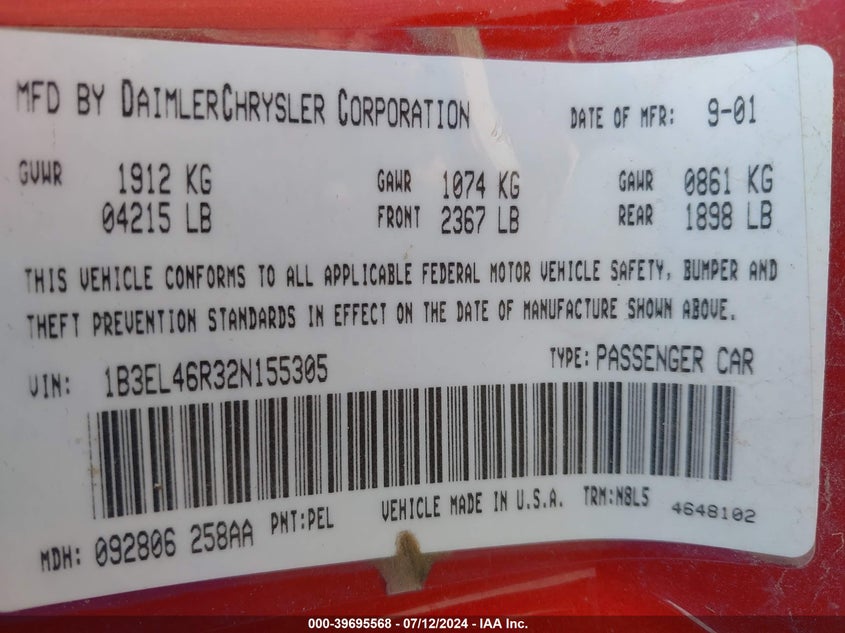 MFD BY DAIMLERCHRYSLER CORPORATION DATE OF MFR: 9-01
GVWR 1912 KG GAWR 1074 KG GAWR 0861 KG
04215 LB FRONT 2367 LB REAR 1898 LB
THIS VEHICLE CONFORMS TO ALL APPLICABLE FEDERAL MOTOR VEHICLE SAFETY, BUMPER AND
THEFT PREVENTION STANDARDS IN EFFECT ON THE DATE OF MANUFACTURE SHOWN ABOVE.
VIN: 1B3EL46R32N155305 TYPE: PASSENGER CAR
MDH: 092806 258AA PNT:PEL VEHICLE MADE IN U.S.A. TRM:N8L5 4648102
000-39695568 - 07/12/2024 - IAA Inc.